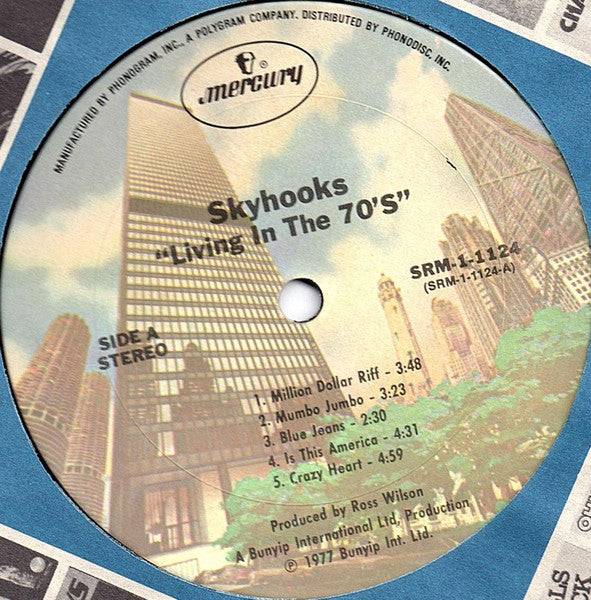 MANUFACTURED BY PHONOGRAM, INC., A POLYGRAM COMPANY. DISTRIBUTED BY PHONODISC, INC.
mercury
®
Skyhooks
"Living In The 70'S"
SRM-1-1124
(SRM-1-1124-A)
SIDE A
STEREO
1. Million Dollar Riff - 3:48
2. Mumbo Jumbo - 3:23
3. Blue Jeans - 2:30
4. Is This America - 4:31
5. Crazy Heart - 4:59
Produced by Ross Wilson
A Bunyip International Ltd, Production
℗ 1977 Bunyip Int. Ltd.